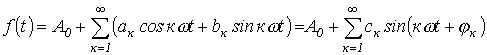 f(t) = A₀ + ∑_{κ=1}^{∞} (a_κ cos κωt + b_κ sin κωt) = A₀ + ∑_{κ=1}^{∞} c_κ sin(κωt + φ_κ)